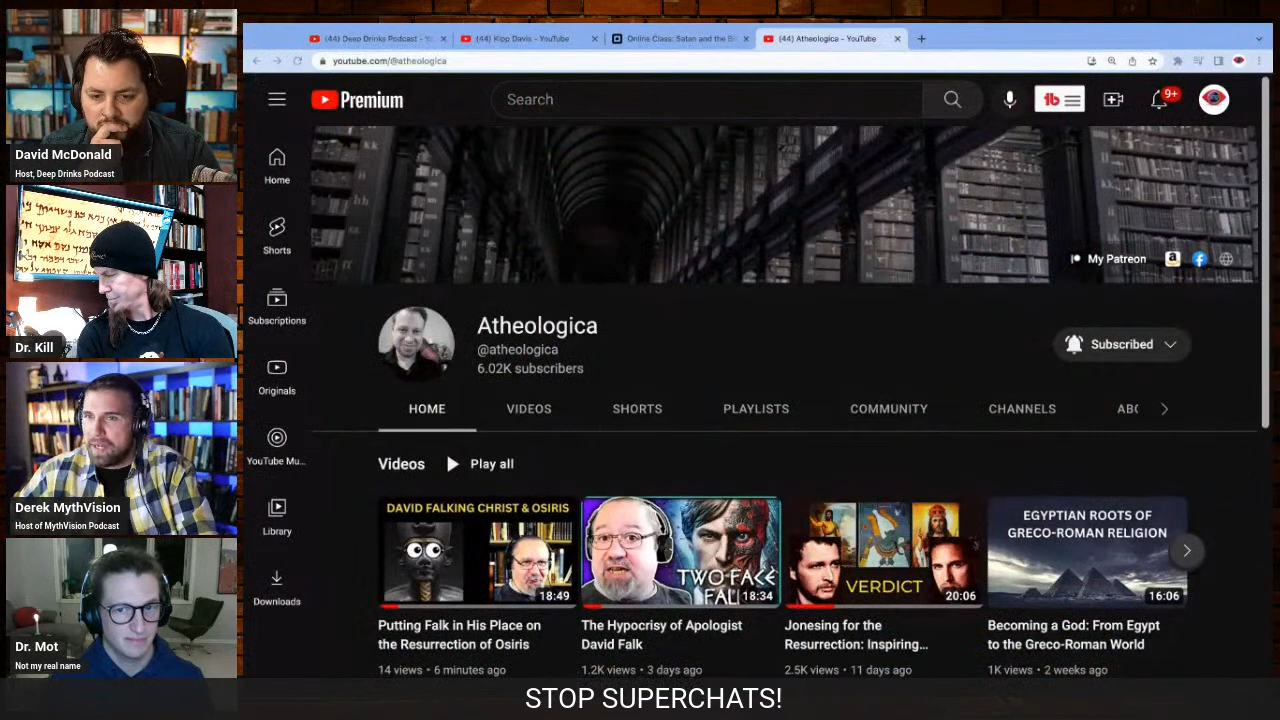 David McDonald
Host, Deep Drinks Podcast
Dr. Kill
Derek MythVision
Host of MythVision Podcast
Dr. Mot
Not my real name
(44) Deep Drinks Podcast -
(44) Kipp Davis - YouTube
Online Class: Satan and the
(44) Atheologica - YouTube
youtube.com/@atheologica
Premium
Search
9+
Home
Shorts
Subscriptions
Originals
YouTube Mu...
Library
Downloads
My Patreon
Atheologica
@atheologica
6.02K subscribers
Subscribed
HOME
VIDEOS
SHORTS
PLAYLISTS
COMMUNITY
CHANNELS
Videos
Play all
DAVID FALKING CHRIST & OSIRIS
18:49
Putting Falk in His Place on
the Resurrection of Osiris
14 views • 6 minutes ago
TWO FACE
FAL
18:34
The Hypocrisy of Apologist
David Falk
1.2K views • 3 days ago
VERDICT
20:06
Jonesing for the
Resurrection: Inspiring...
2.5K views • 11 days ago
EGYPTIAN ROOTS OF
GRECO-ROMAN RELIGION
16:06
Becoming a God: From Egypt
to the Greco-Roman World
1K views • 2 weeks ago
STOP SUPERCHATS!